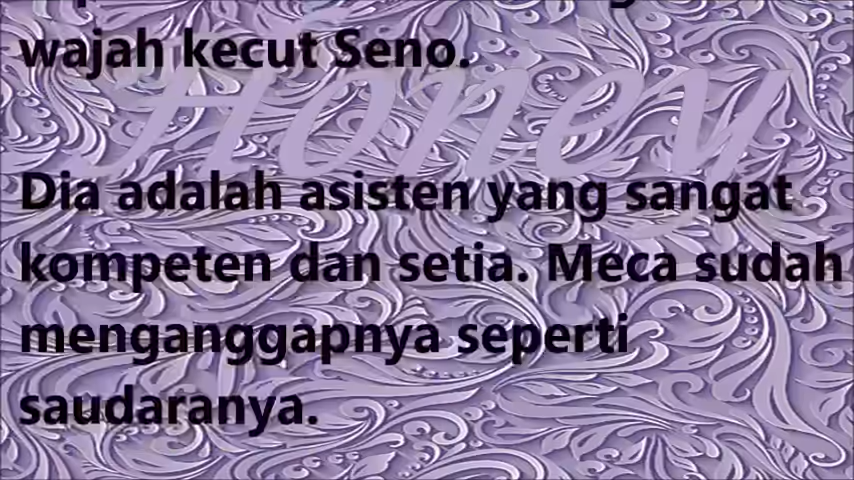 wajah kecut Seno.
Honey
Dia adalah asisten yang sangat
kompeten dan setia. Meca sudah
menganggapnya seperti
saudaranya.